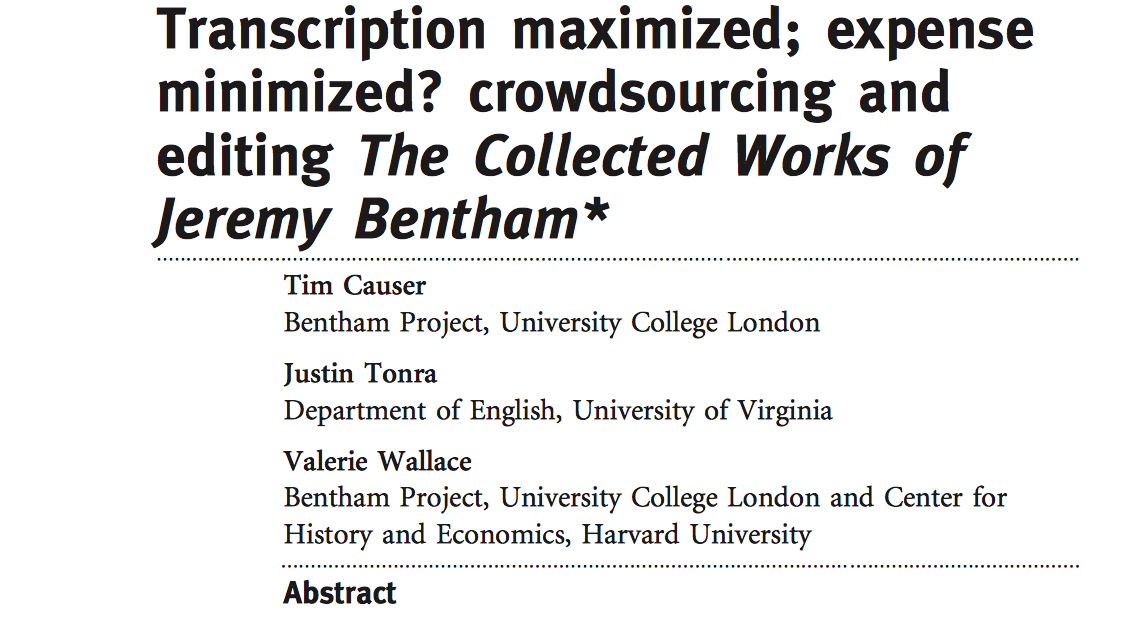 Transcription maximized; expense
minimized? crowdsourcing and
editing The Collected Works of
Jeremy Bentham*
Tim Causer
Bentham Project, University College London
Justin Tonra
Department of English, University of Virginia
Valerie Wallace
Bentham Project, University College London and Center for
History and Economics, Harvard University
Abstract